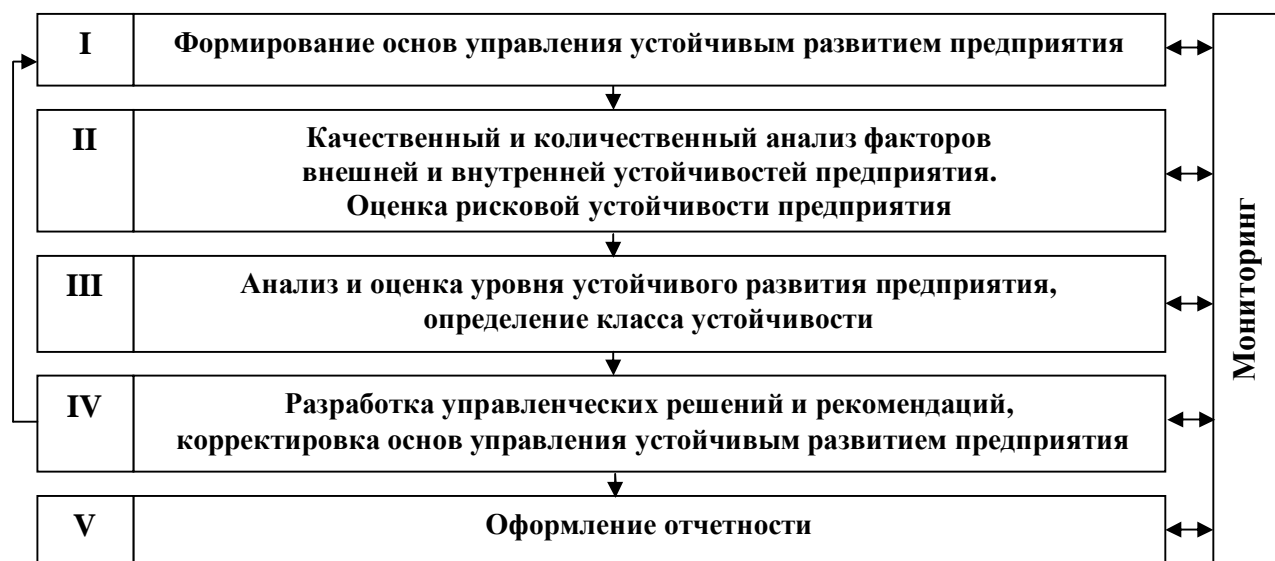 I
Формирование основ управления устойчивым развитием предприятия
II
Качественный и количественный анализ факторов
внешней и внутренней устойчивостей предприятия.
Оценка рисковой устойчивости предприятия
III
Анализ и оценка уровня устойчивого развития предприятия,
определение класса устойчивости
IV
Разработка управленческих решений и рекомендаций,
корректировка основ управления устойчивым развитием предприятия
V
Оформление отчетности
Мониторинг